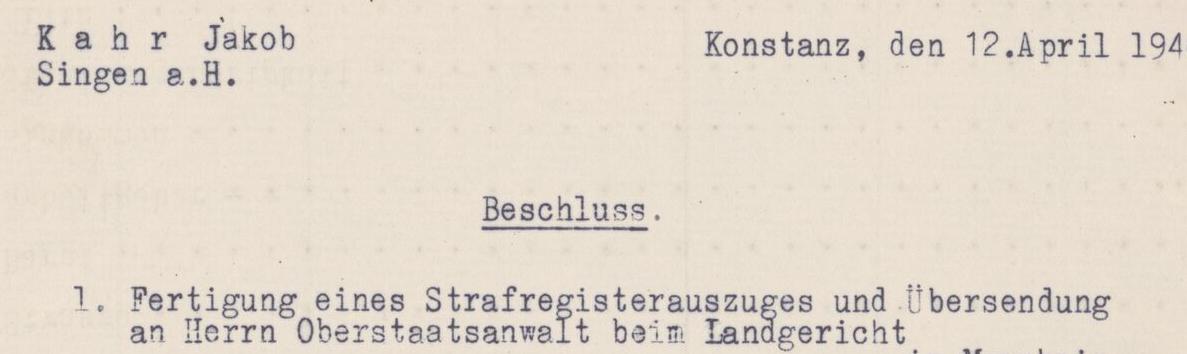 K a h r Jakob
Konstanz, den 12.April 194
Singen a.H.
Beschluss.
1. Fertigung eines Strafregisterauszuges und Übersendung
an Herrn Oberstaatsanwalt beim Landgericht